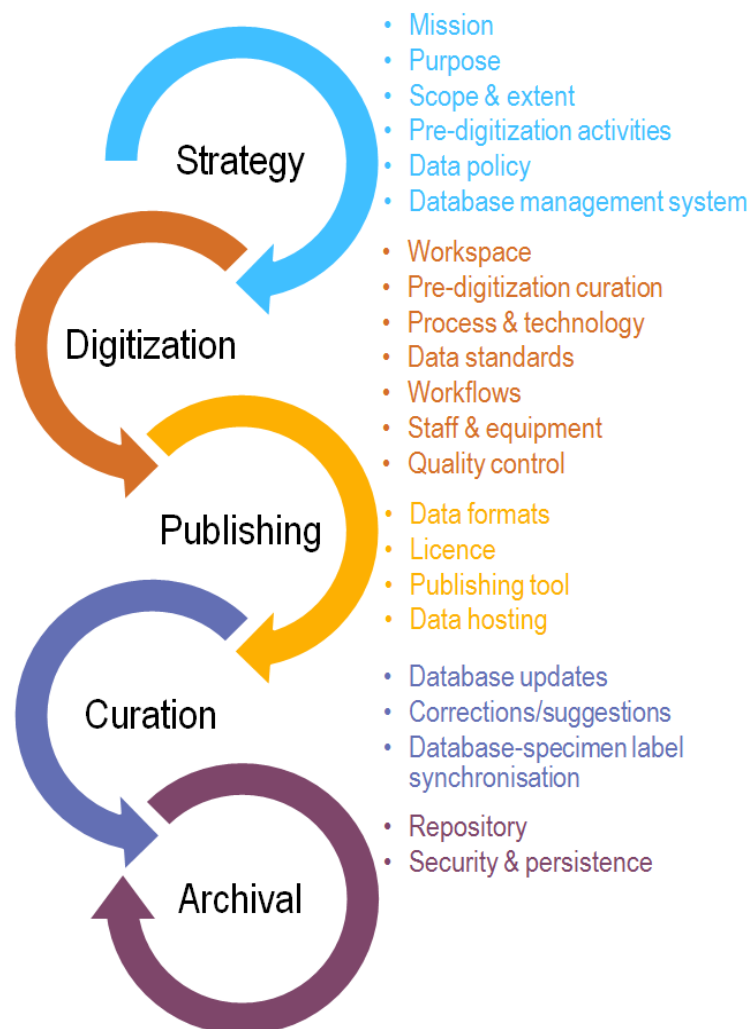 Strategy
• Mission
• Purpose
• Scope & extent
• Pre-digitization activities
• Data policy
• Database management system
Digitization
• Workspace
• Pre-digitization curation
• Process & technology
• Data standards
• Workflows
• Staff & equipment
• Quality control
Publishing
• Data formats
• Licence
• Publishing tool
• Data hosting
Curation
• Database updates
• Corrections/suggestions
• Database-specimen label
synchronisation
Archival
• Repository
• Security & persistence